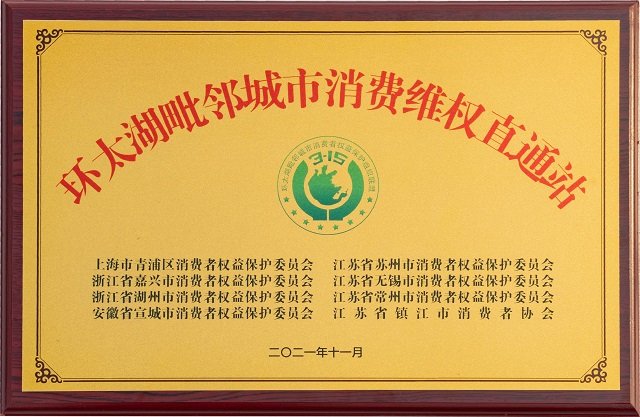 环太湖毗邻城市消费维权直通站
3·15
上海市青浦区消费者权益保护委员会 江苏省苏州市消费者权益保护委员会
浙江省嘉兴市消费者权益保护委员会 江苏省无锡市消费者权益保护委员会
浙江省湖州市消费者权益保护委员会 江苏省常州市消费者权益保护委员会
安徽省宣城市消费者权益保护委员会 江苏省镇江市消费者协会
二〇二一年十一月